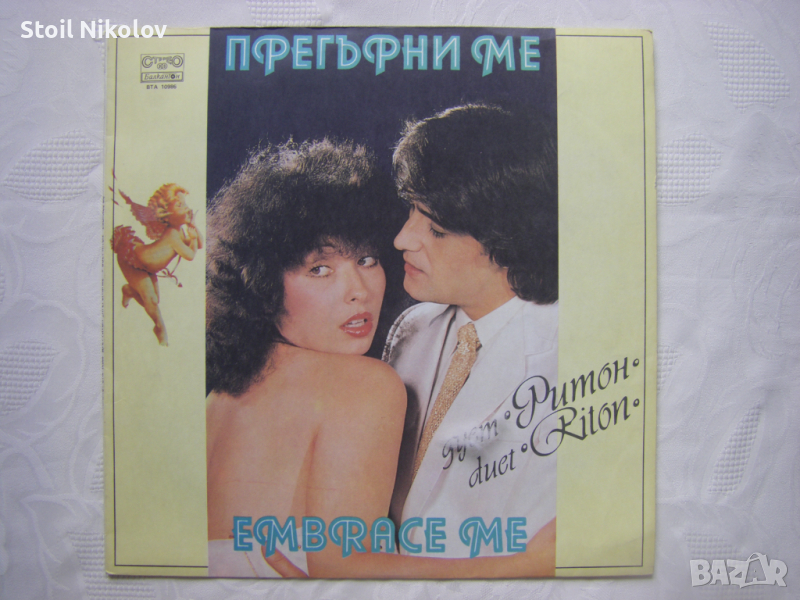 Stoil Nikolov
ПРЕГЪРНИ МЕ
СТЕРЕО
Балкантон
ВТА 10986
дует · Ритон ·
duet · Riton ·
EMBRACE ME
BAZAR